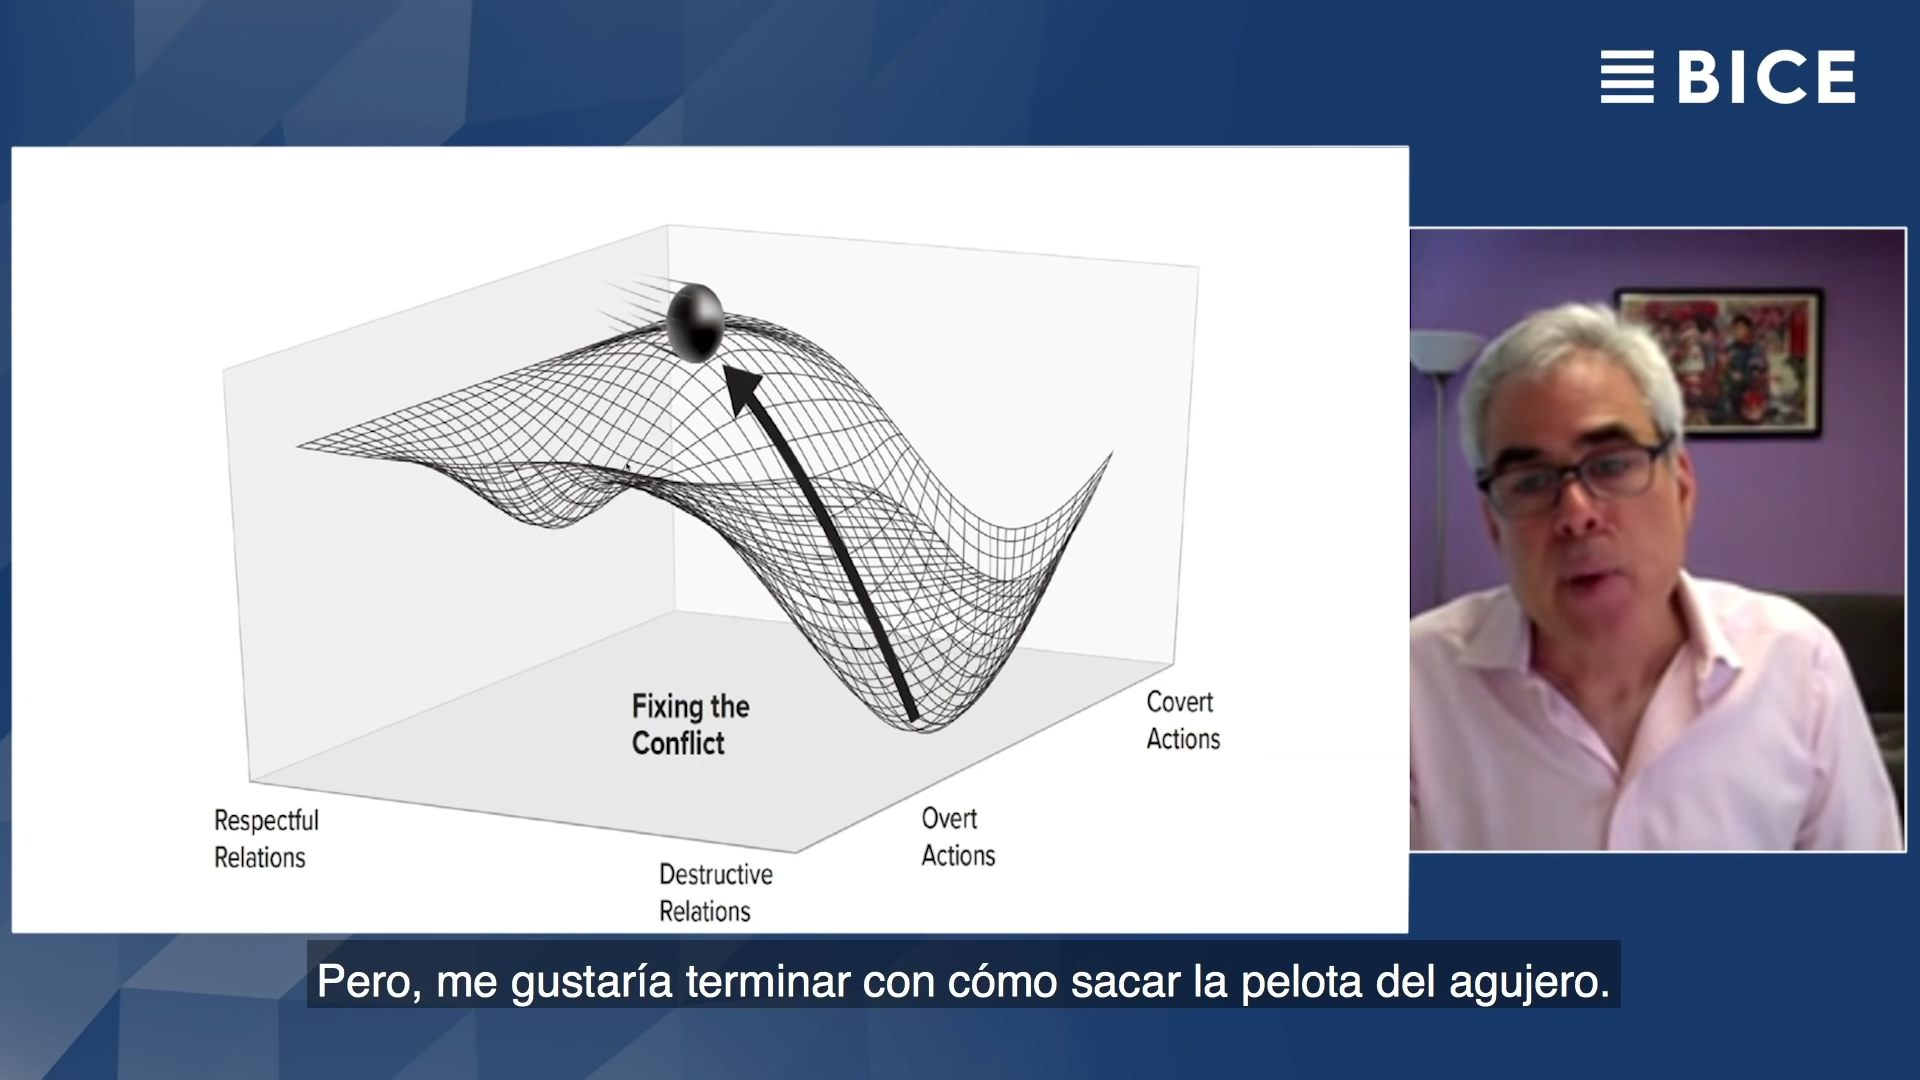 BICE
Fixing the
Conflict
Covert
Actions
Respectful
Relations
Overt
Actions
Destructive
Relations
Pero, me gustaría terminar con cómo sacar la pelota del agujero.